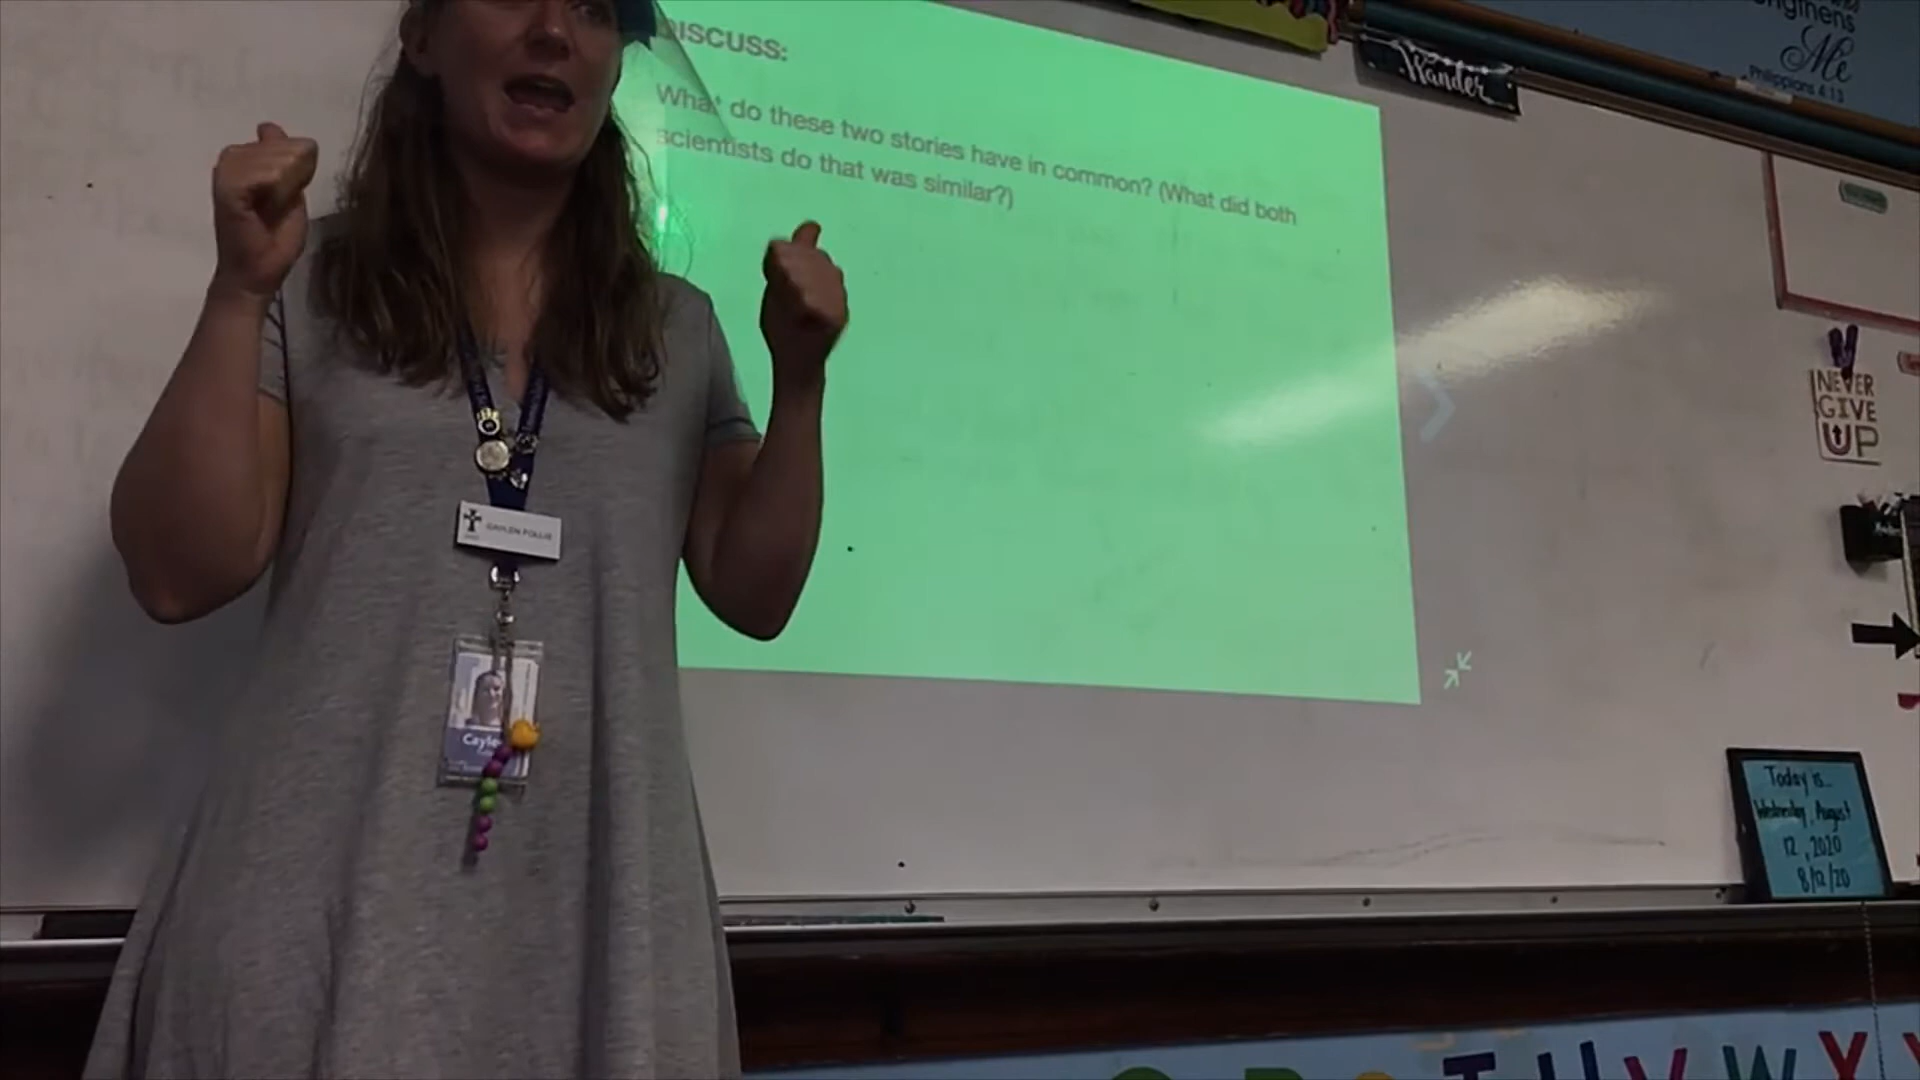 DISCUSS:
What do these two stories have in common? (What did both
scientists do that was similar?)
Wander
Me
Philippians 4:13
NEVER
GIVE
UP
Today is...
Wednesday, August
12, 2020
8/12/20
T U V W X